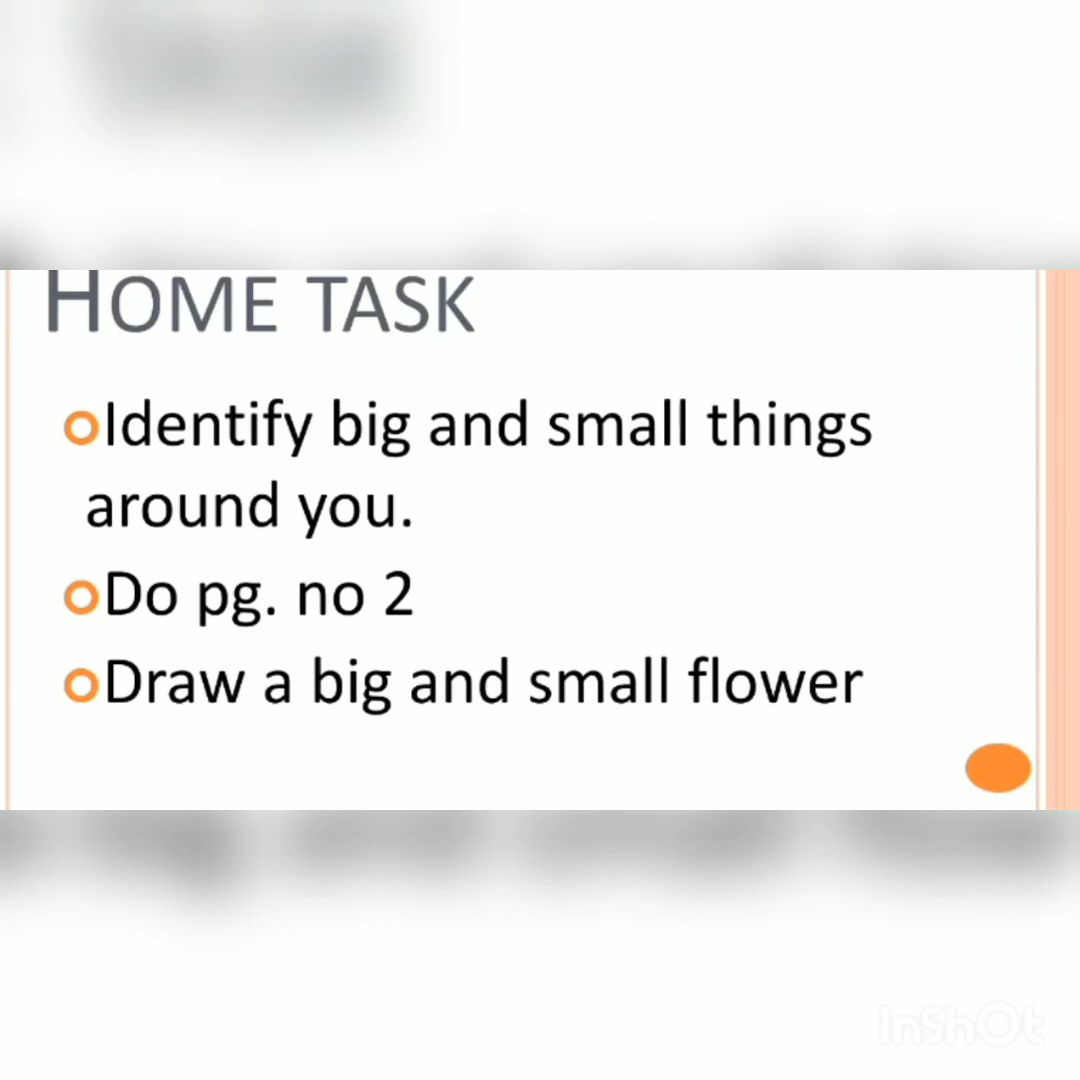 HOME TASK
Identify big and small things
around you.
Do pg. no 2
Draw a big and small flower
InShOt